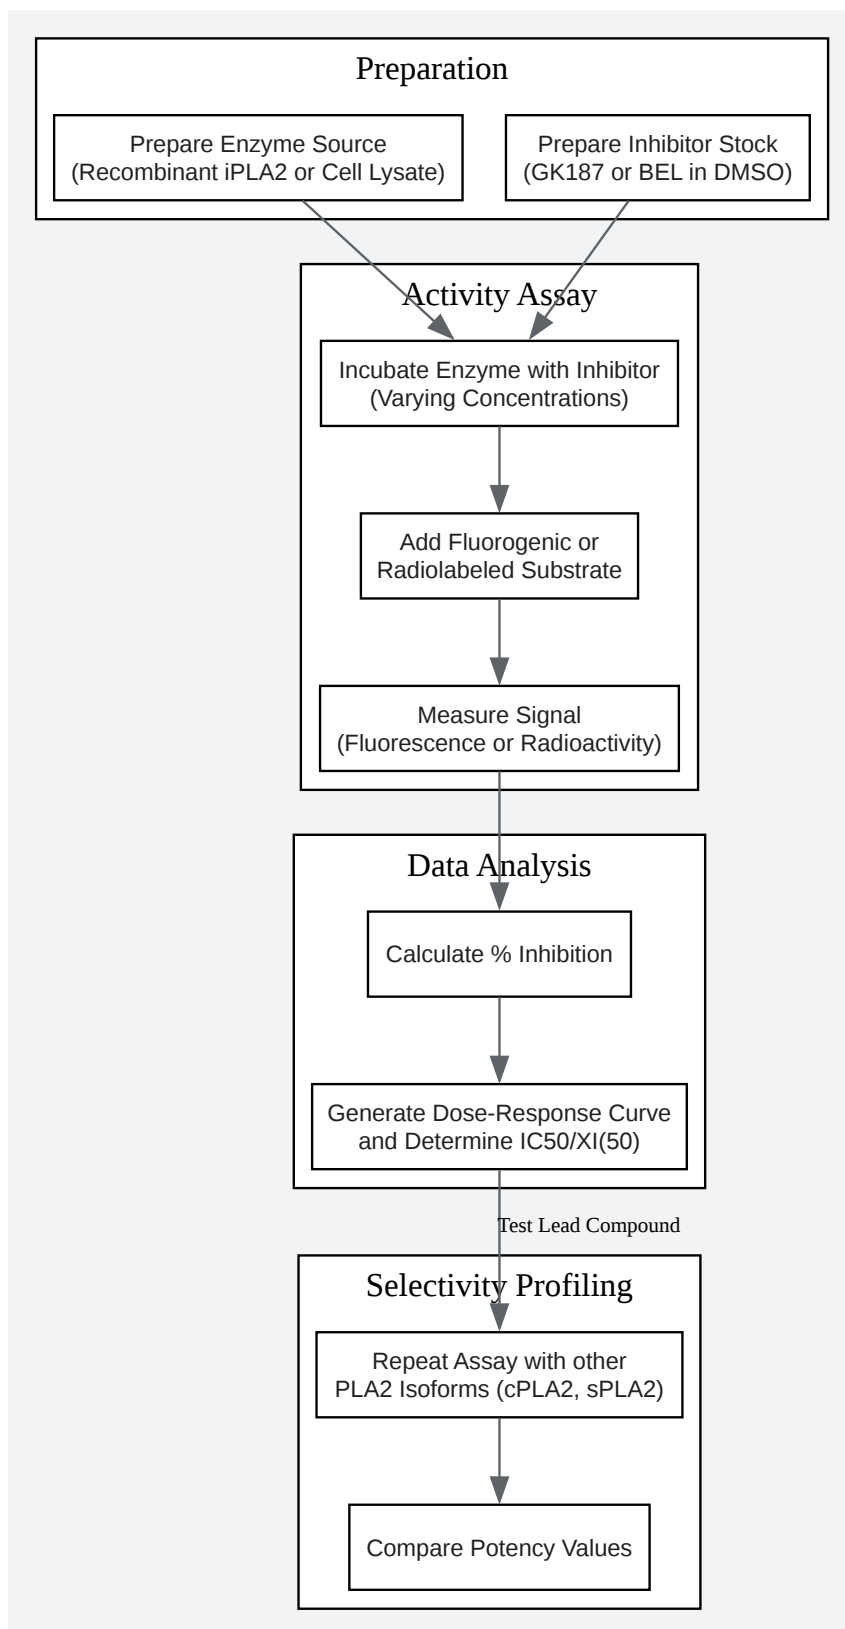 Preparation
Prepare Enzyme Source
(Recombinant iPLA2 or Cell Lysate)
Prepare Inhibitor Stock
(GK187 or BEL in DMSO)
Activity Assay
Incubate Enzyme with Inhibitor
(Varying Concentrations)
Add Fluorogenic or
Radiolabeled Substrate
Measure Signal
(Fluorescence or Radioactivity)
Data Analysis
Calculate % Inhibition
Generate Dose-Response Curve
and Determine IC50/XI(50)
Test Lead Compound
Selectivity Profiling
Repeat Assay with other
PLA2 Isoforms (cPLA2, sPLA2)
Compare Potency Values